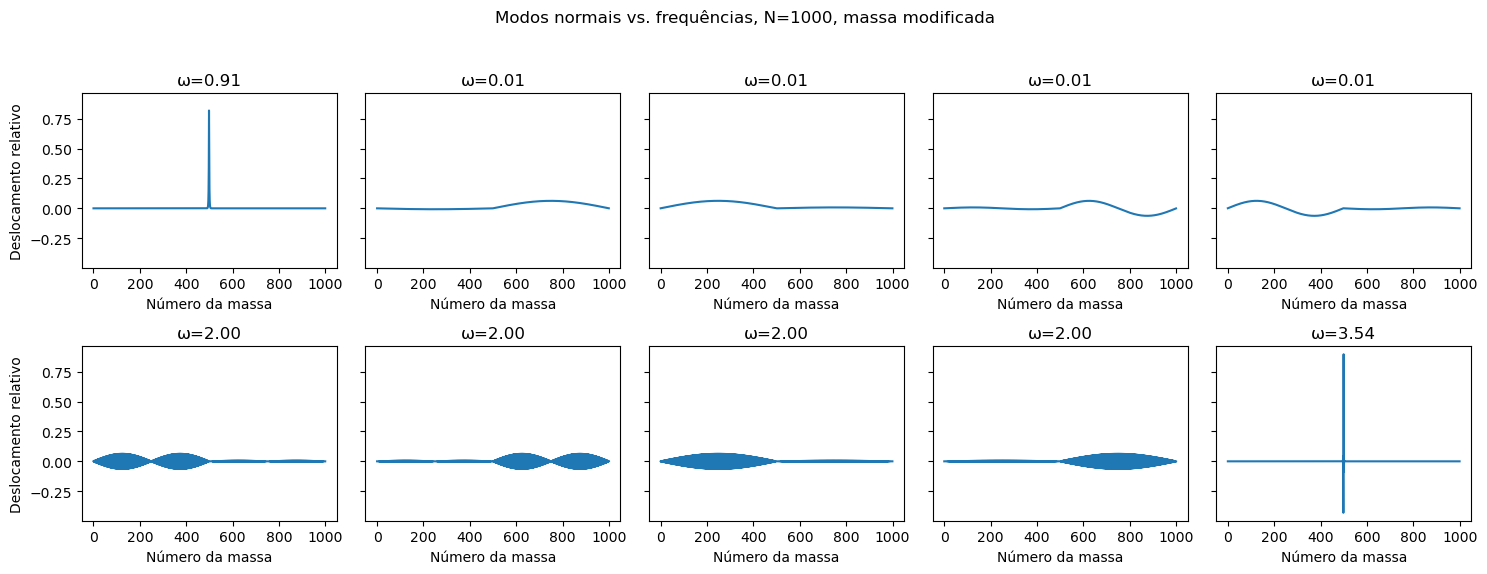 Modos normais vs. frequências, N=1000, massa modificada
ω=0.91 ω=0.01 ω=0.01 ω=0.01 ω=0.01
Deslocamento relativo
0.75
0.50
0.25
0.00
−0.25
0 200 400 600 800 1000 0 200 400 600 800 1000 0 200 400 600 800 1000 0 200 400 600 800 1000 0 200 400 600 800 1000
Número da massa Número da massa Número da massa Número da massa Número da massa
ω=2.00 ω=2.00 ω=2.00 ω=2.00 ω=3.54
Deslocamento relativo
0.75
0.50
0.25
0.00
−0.25
0 200 400 600 800 1000 0 200 400 600 800 1000 0 200 400 600 800 1000 0 200 400 600 800 1000 0 200 400 600 800 1000
Número da massa Número da massa Número da massa Número da massa Número da massa